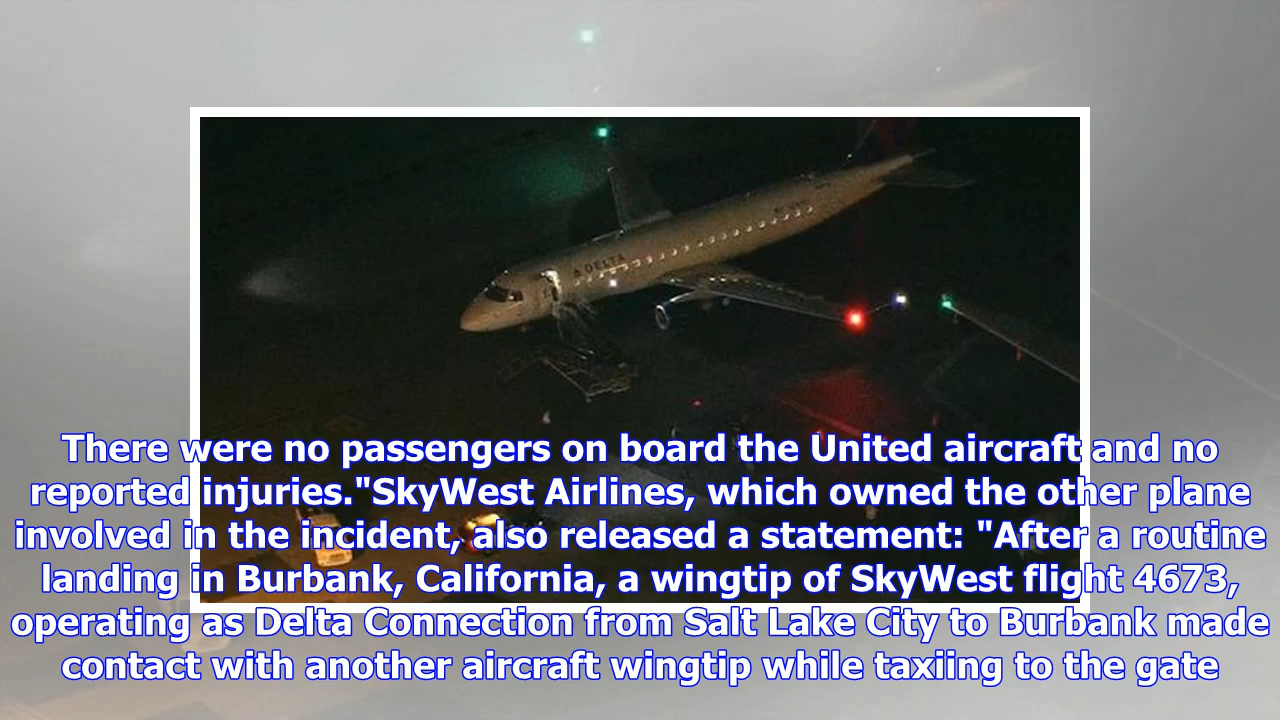 DELTA
There were no passengers on board the United aircraft and no
reported injuries."SkyWest Airlines, which owned the other plane
involved in the incident, also released a statement: "After a routine
landing in Burbank, California, a wingtip of SkyWest flight 4673,
operating as Delta Connection from Salt Lake City to Burbank made
contact with another aircraft wingtip while taxiing to the gate